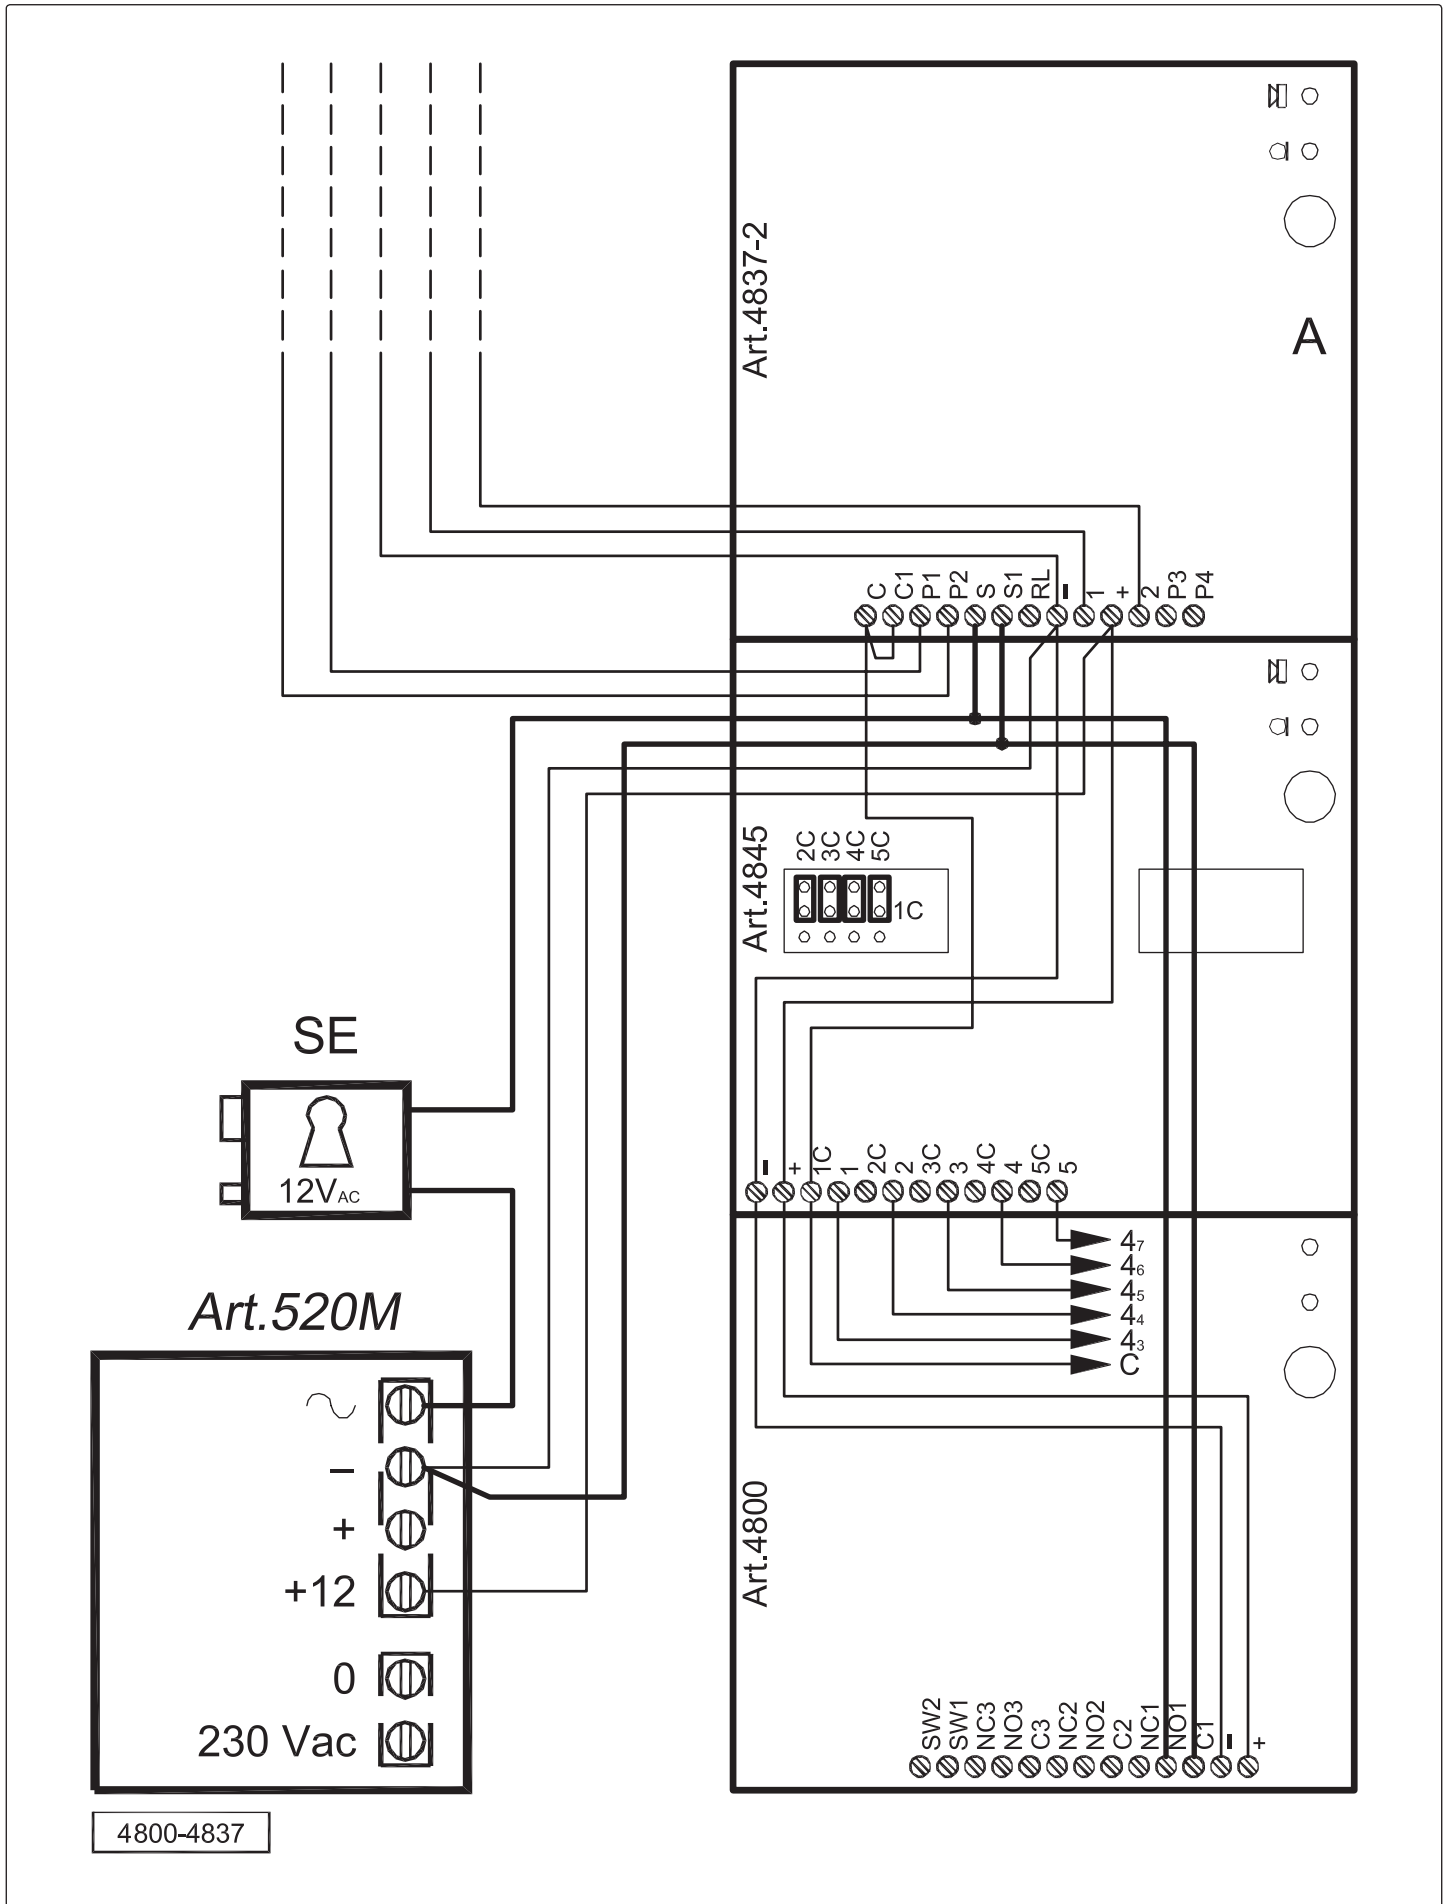 Art.4837-2
A
C
C1
P1
P2
S
S1
RL
-
1
+
2
P3
P4
Art.4845
2C
3C
4C
5C
1C
SE
12VAC
-
+
1C
1
2C
2
3C
3
4C
4
5C
5
47
46
45
44
43
C
Art.520M
~
–
+
+12
0
230 Vac
Art.4800
SW2
SW1
NC3
NO3
C3
NC2
NO2
C2
NC1
NO1
C1
-
+
4800-4837